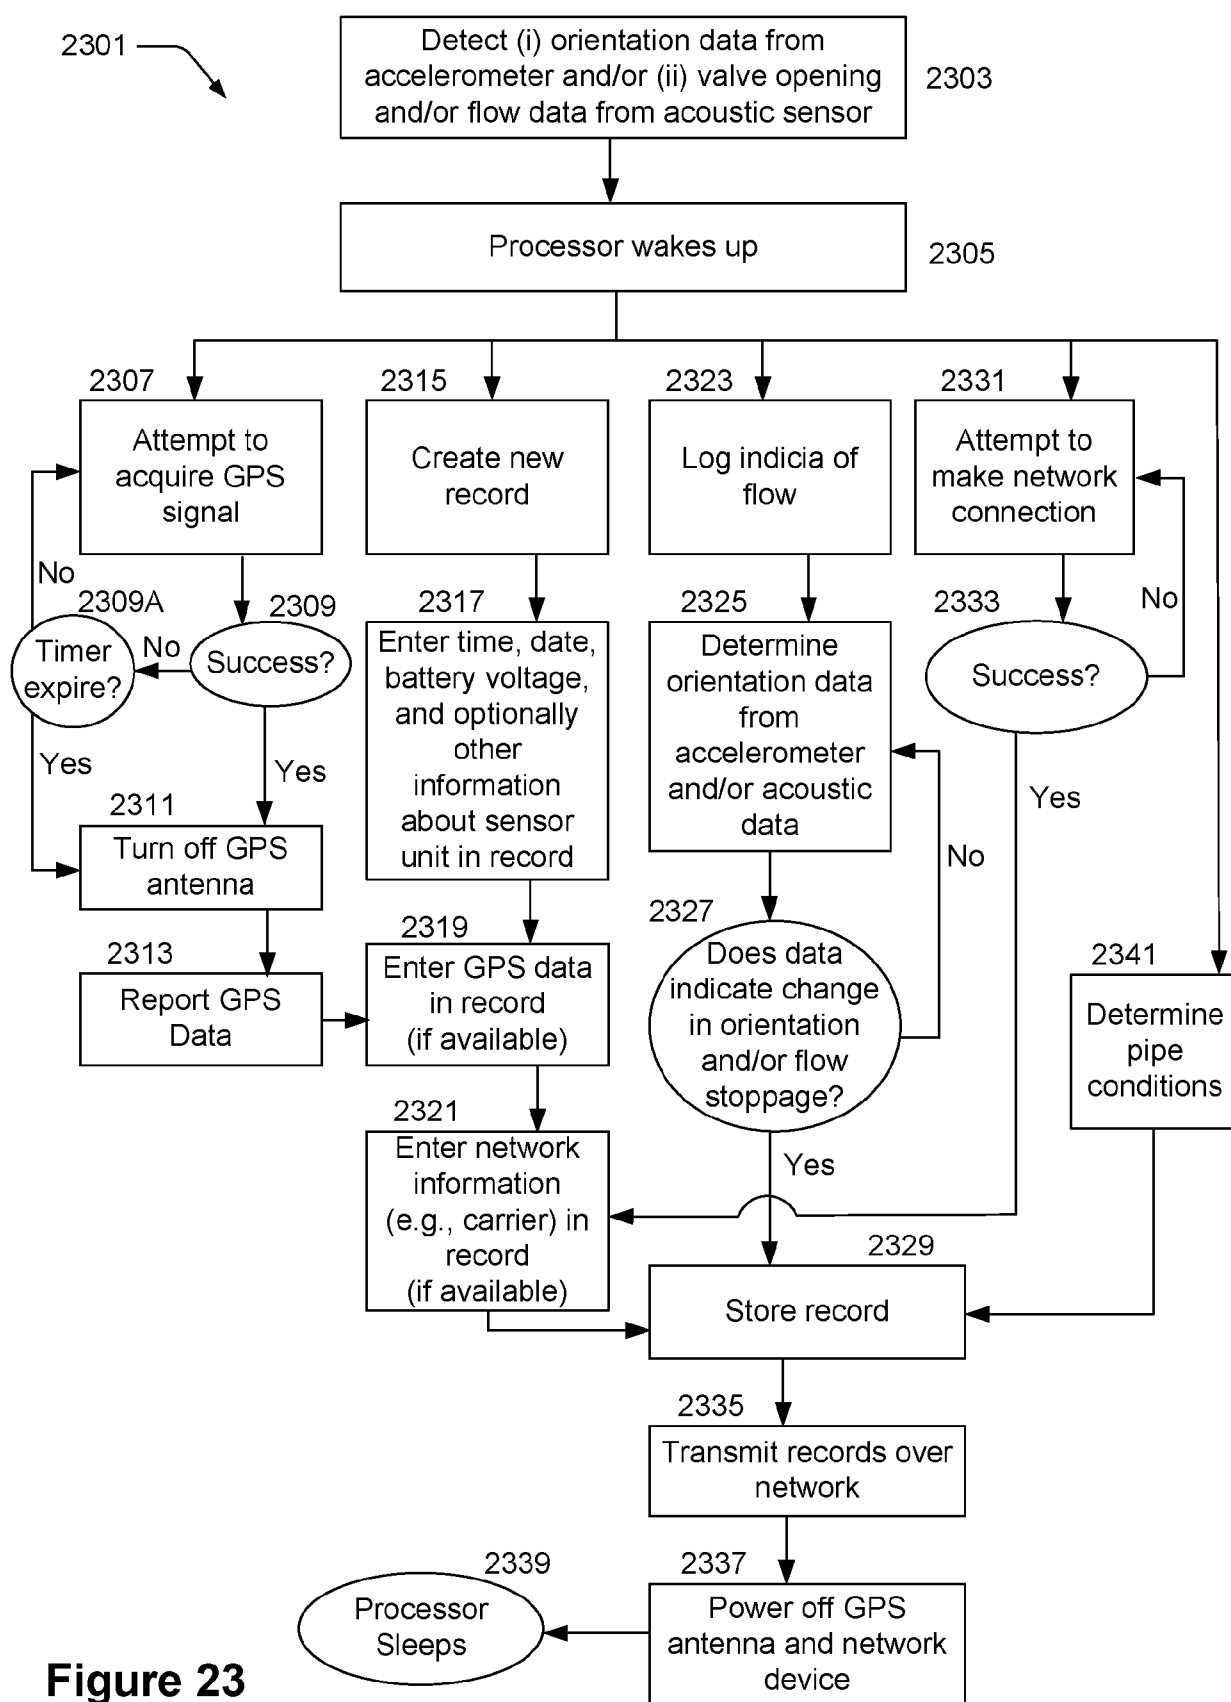 2301
Detect (i) orientation data from
accelerometer and/or (ii) valve opening
and/or flow data from acoustic sensor
2303
Processor wakes up
2305
2307
Attempt to
acquire GPS
signal
No
2309A
Timer
expire?
No
2309
Success?
Yes
Yes
2311
Turn off GPS
antenna
2313
Report GPS
Data
2315
Create new
record
2317
Enter time, date,
battery voltage,
and optionally
other
information
about sensor
unit in record
2319
Enter GPS data
in record
(if available)
2321
Enter network
information
(e.g., carrier) in
record
(if available)
2323
Log indicia of
flow
2325
Determine
orientation data
from
accelerometer
and/or acoustic
data
No
2327
Does data
indicate change
in orientation
and/or flow
stoppage?
Yes
2331
Attempt to
make network
connection
2333
Success?
No
Yes
2341
Determine
pipe
conditions
2329
Store record
2335
Transmit records over
network
2337
Power off GPS
antenna and network
device
2339
Processor
Sleeps
Figure 23